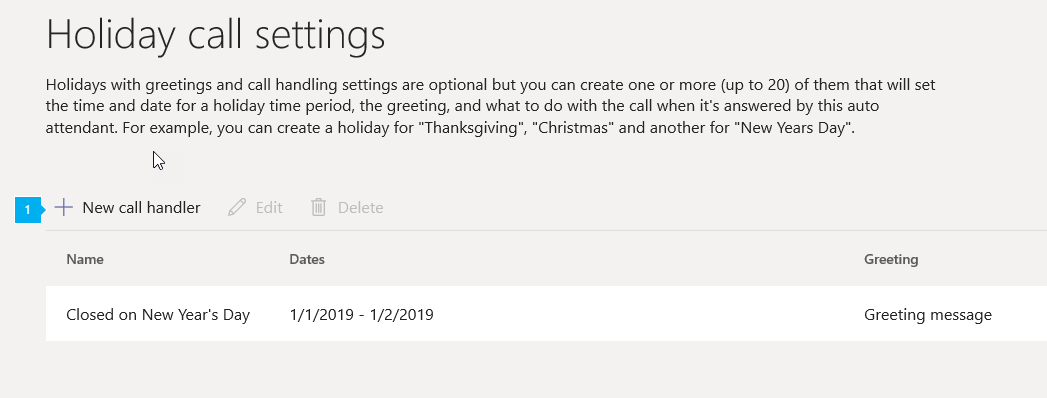 Holiday call settings
Holidays with greetings and call handling settings are optional but you can create one or more (up to 20) of them that will set
the time and date for a holiday time period, the greeting, and what to do with the call when it's answered by this auto
attendant. For example, you can create a holiday for "Thanksgiving", "Christmas" and another for "New Years Day".
1 New call handler Edit Delete
Name Dates Greeting
Closed on New Year's Day 1/1/2019 - 1/2/2019 Greeting message